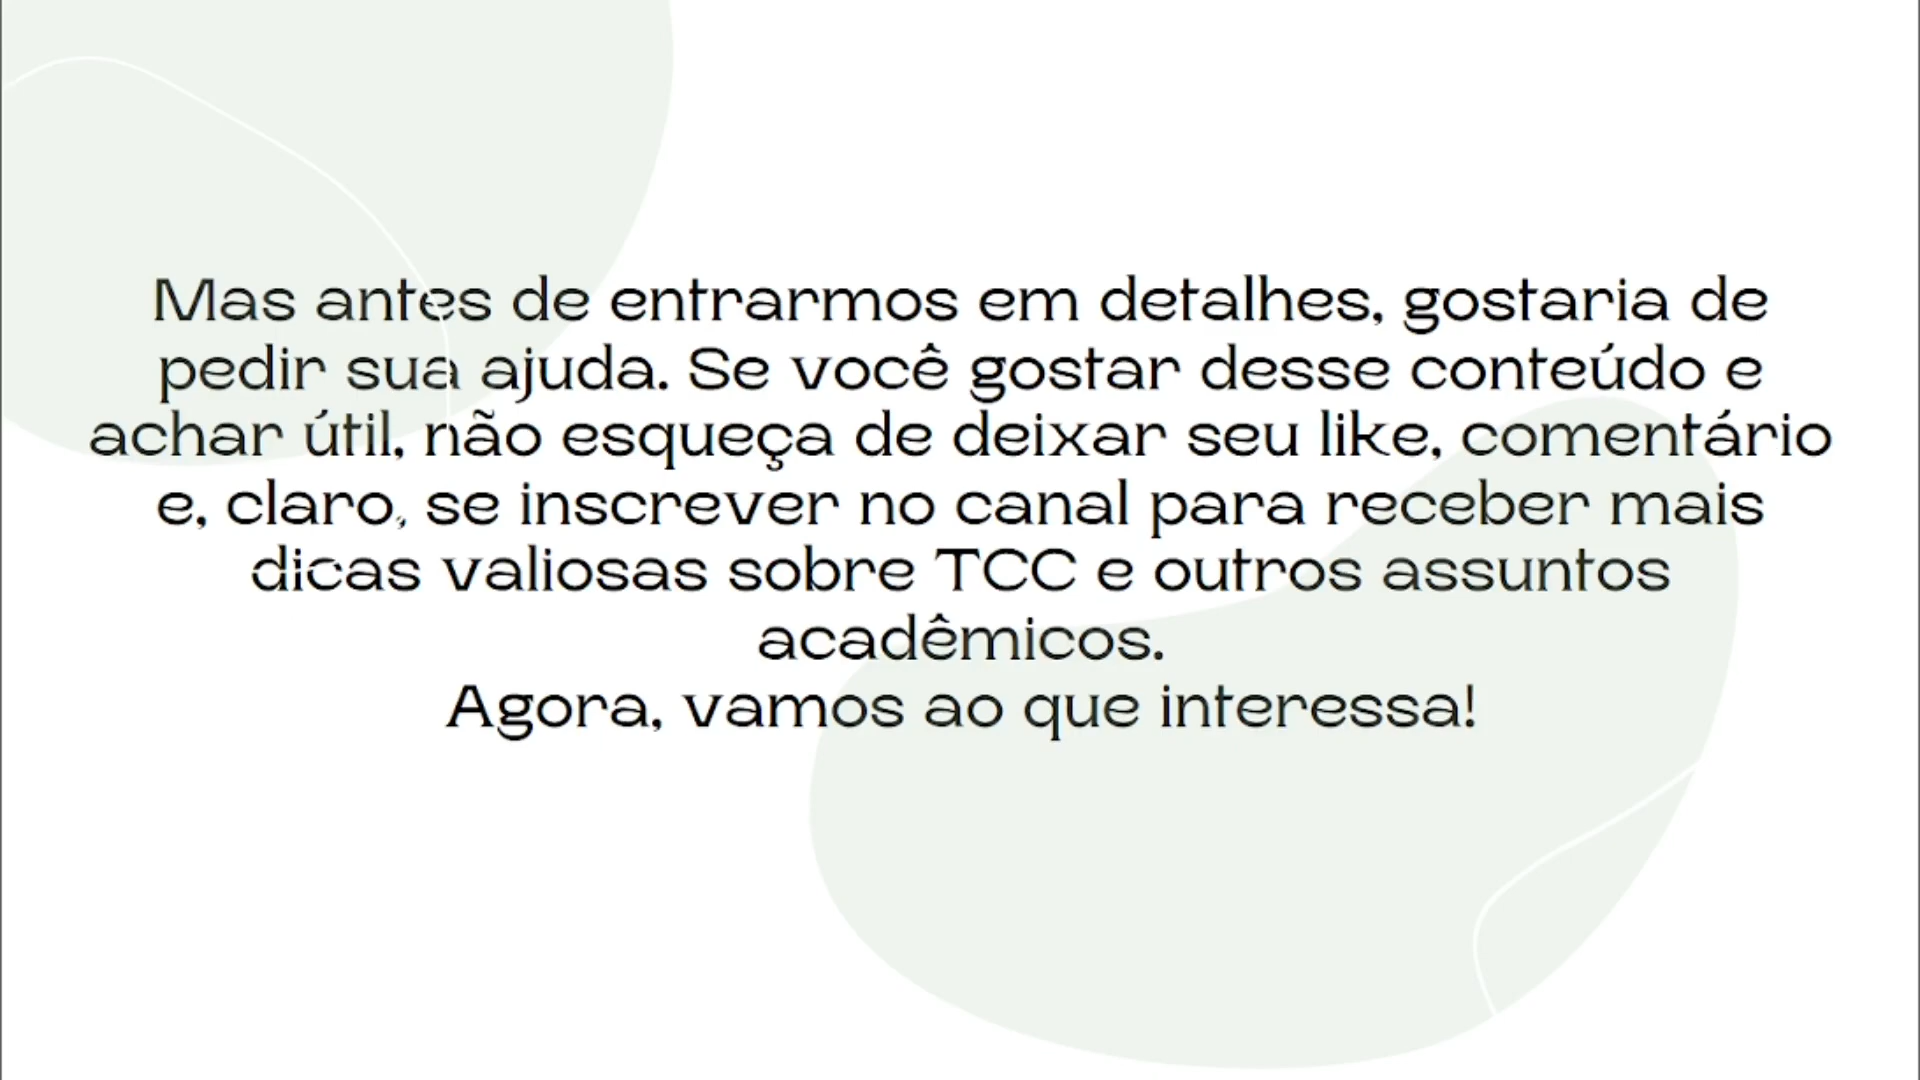 Mas antes de entrarmos em detalhes, gostaria de
pedir sua ajuda. Se você gostar desse conteúdo e
achar útil, não esqueça de deixar seu like, comentário
e, claro, se inscrever no canal para receber mais
dicas valiosas sobre TCC e outros assuntos
acadêmicos.
Agora, vamos ao que interessa!